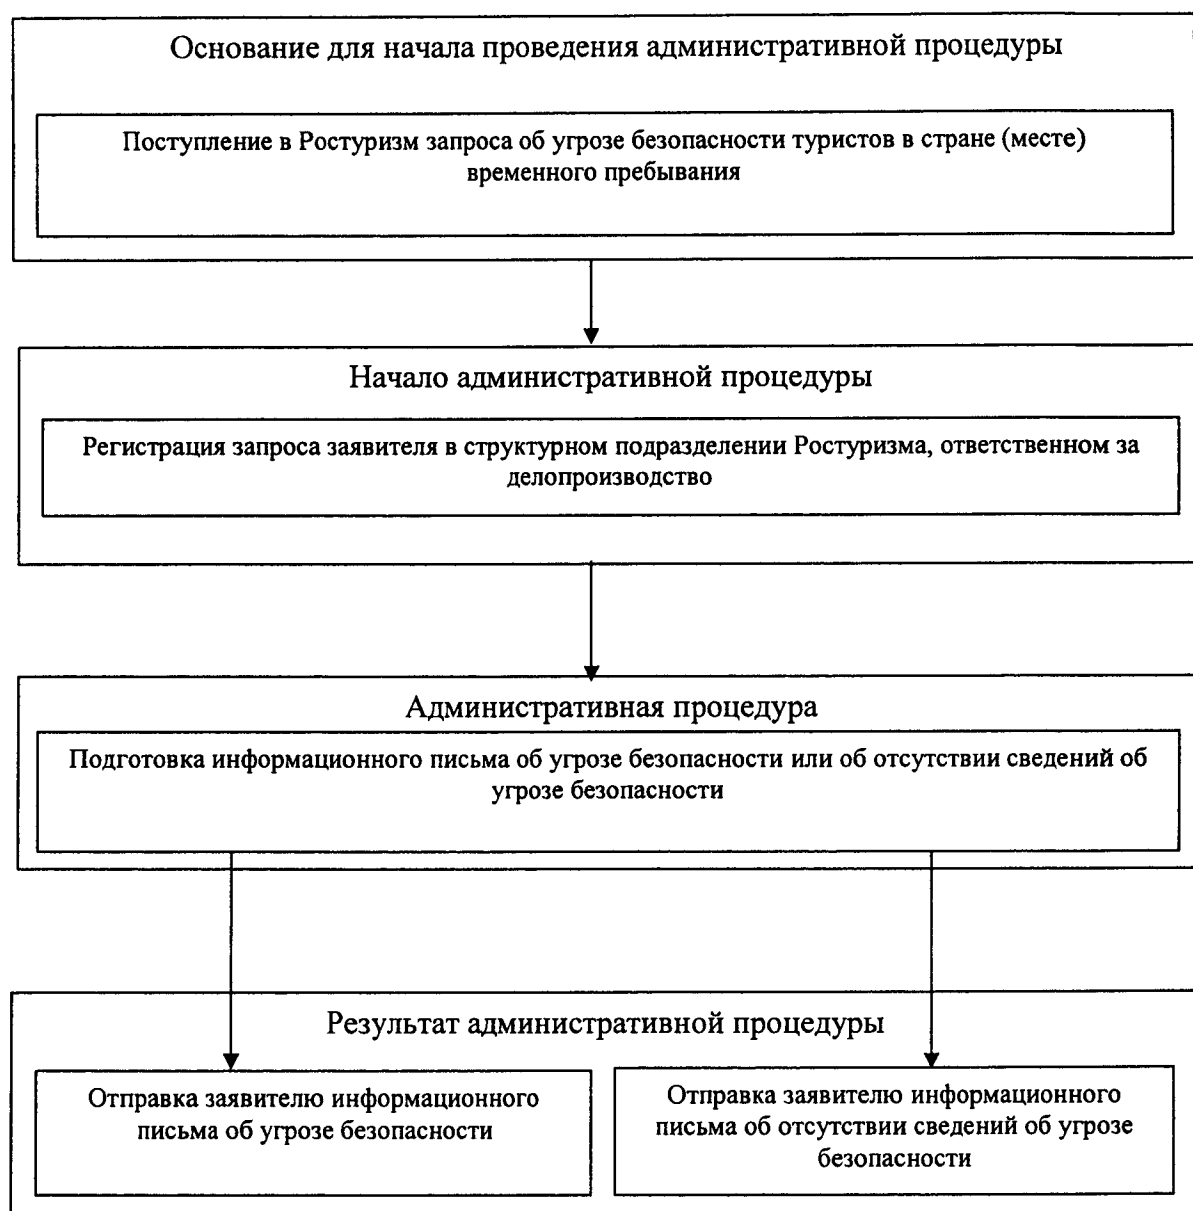 Основание для начала проведения административной процедуры
Поступление в Ростуризм запроса об угрозе безопасности туристов в стране (месте)
временного пребывания
Начало административной процедуры
Регистрация запроса заявителя в структурном подразделении Ростуризма, ответственном за
делопроизводство
Административная процедура
Подготовка информационного письма об угрозе безопасности или об отсутствии сведений об
угрозе безопасности
Результат административной процедуры
Отправка заявителю информационного
письма об угрозе безопасности
Отправка заявителю информационного
письма об отсутствии сведений об угрозе
безопасности